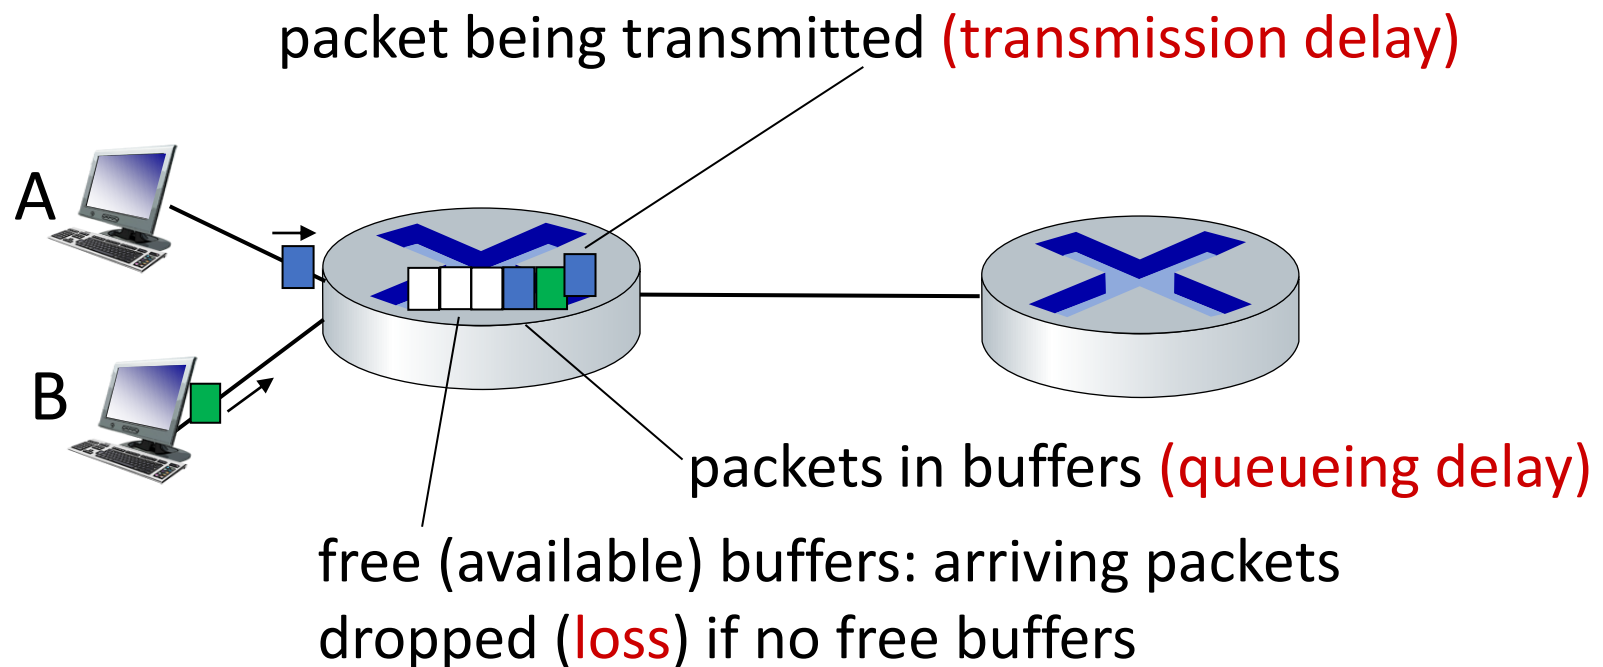 packet being transmitted (transmission delay)
A
B
packets in buffers (queueing delay)
free (available) buffers: arriving packets
dropped (loss) if no free buffers